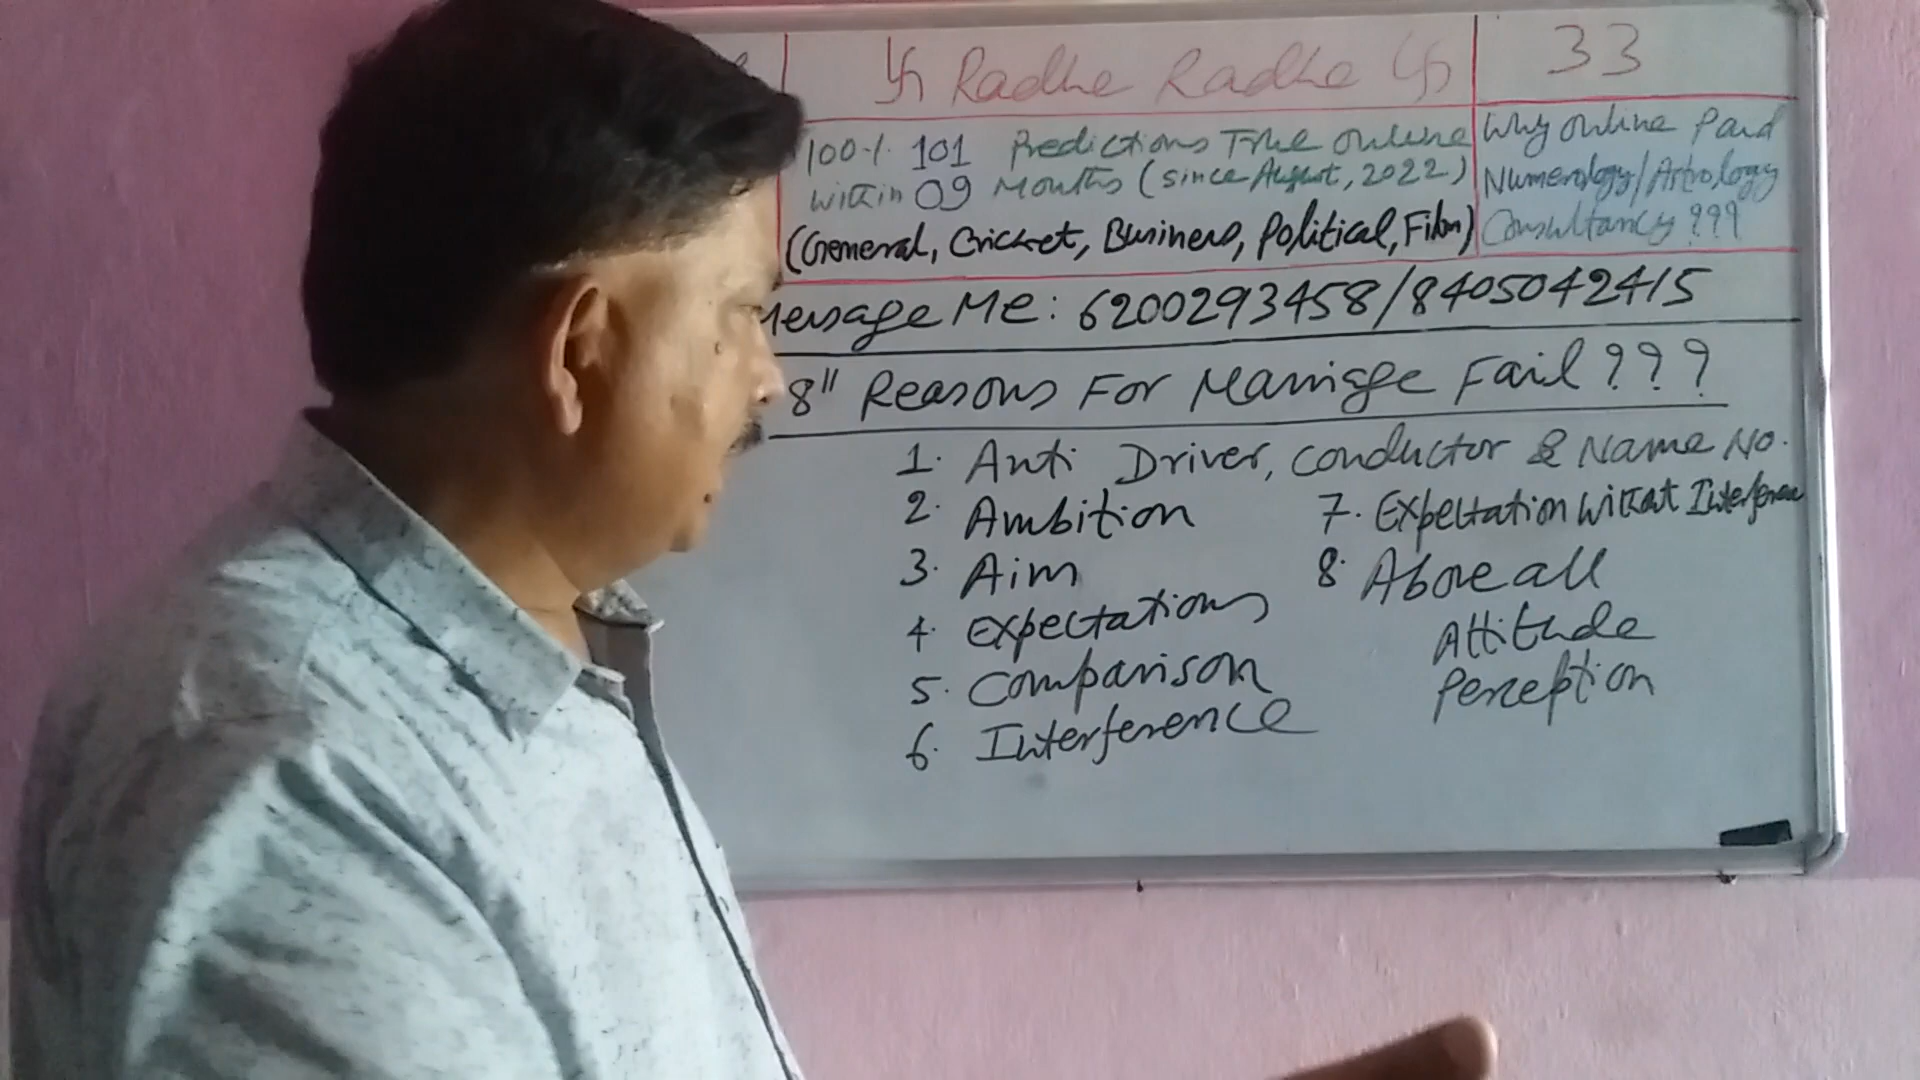 卐 Radhe Radhe 卐
33
100% 101 Predictions True Online
within 09 Months (since August, 2022)
(General, Cricket, Business, Political, Film)
Why Online Paid
Numerology/Astrology
Consultancy ???
Message Me: 6200293458/8405042415
8" Reasons For Marriage Fail ???
1. Anti Driver, Conductor & Name No.
2. Ambition
3. Aim
4. Expectations
5. Comparison
6. Interference
7. Expectation Without Interference
8. Above all
Attitude
Perception